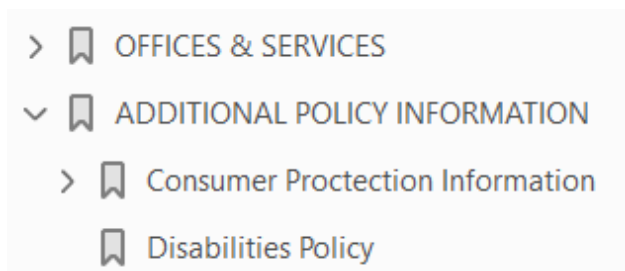 OFFICES & SERVICES
ADDITIONAL POLICY INFORMATION
Consumer Proctection Information
Disabilities Policy